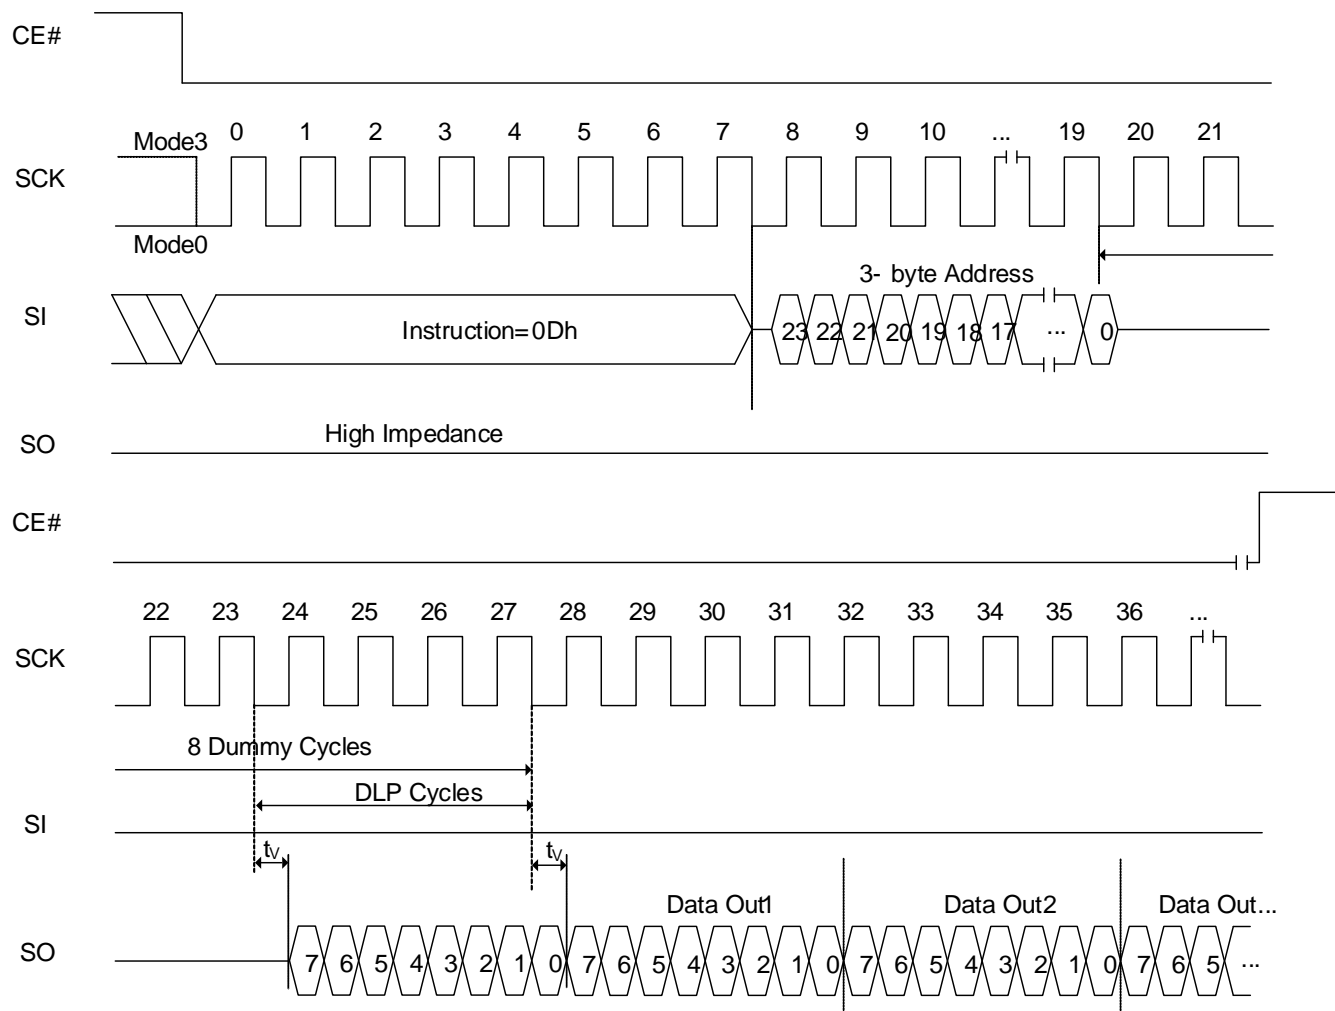 CE#
0 1 2 3 4 5 6 7 8 9 10 ... 19 20 21
Mode3
SCK
Mode0
3- byte Address
SI
Instruction=0Dh
23 22 21 20 19 18 17 ... 0
High Impedance
SO
CE#
22 23 24 25 26 27 28 29 30 31 32 33 34 35 36 ...
SCK
8 Dummy Cycles
DLP Cycles
SI
tV tV
Data Out1 Data Out2 Data Out...
SO
7 6 5 4 3 2 1 0 7 6 5 4 3 2 1 0 7 6 5 4 3 2 1 0 7 6 5 ...